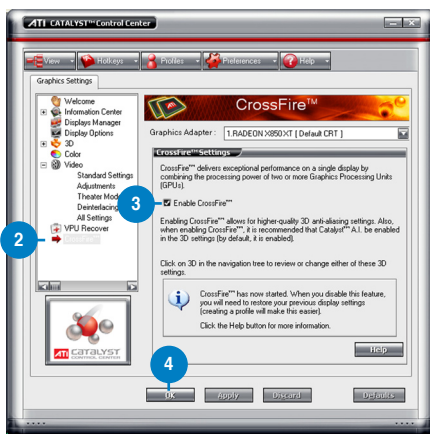 ATI CATALYST™ Control Center
View
Hotkeys
Profiles
Preferences
Help
Graphics Settings
Welcome
Information Center
Displays Manager
Display Options
3D
Color
Video
Standard Settings
Adjustments
Theater Mode
Deinterlacing
All Settings
VPU Recover
CrossFire™
Graphics Adapter :
1.RADEON X850 XT [ Default CRT ]
CrossFire™ Settings
CrossFire™ delivers exceptional performance on a single display by
combining the processing power of two or more Graphics Processing Units
(GPUs).
3
Enable CrossFire™
Enabling CrossFire™ allows for higher-quality 3D anti-aliasing settings. Also,
when enabling CrossFire™, it is recommended that Catalyst™ A.I. be enabled
in the 3D settings (by default, it is enabled).
2
Click on 3D in the navigation tree to review or change either of these 3D
settings.
CrossFire™ has now started. When you disable this feature,
you will need to restore your previous display settings
(creating a profile will make this easier).
Click the Help button for more information.
Help
ATI CATALYST
CONTROL CENTER
4
OK
Apply
Discard
Defaults